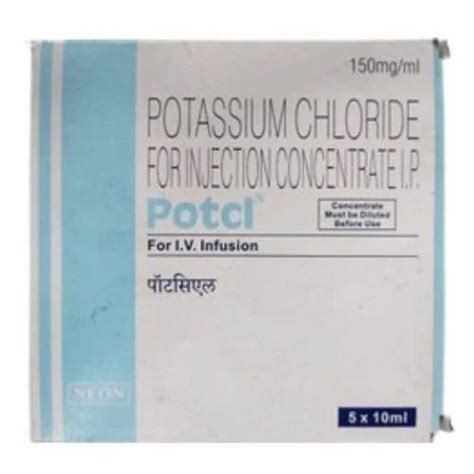 150mg/ml
POTASSIUM CHLORIDE
FOR INJECTION CONCENTRATE I.P.
Potcl
Concentrate
Must be Diluted
Before Use
For I.V. Infusion
पॉटसिएल
NEON
5 x 10ml